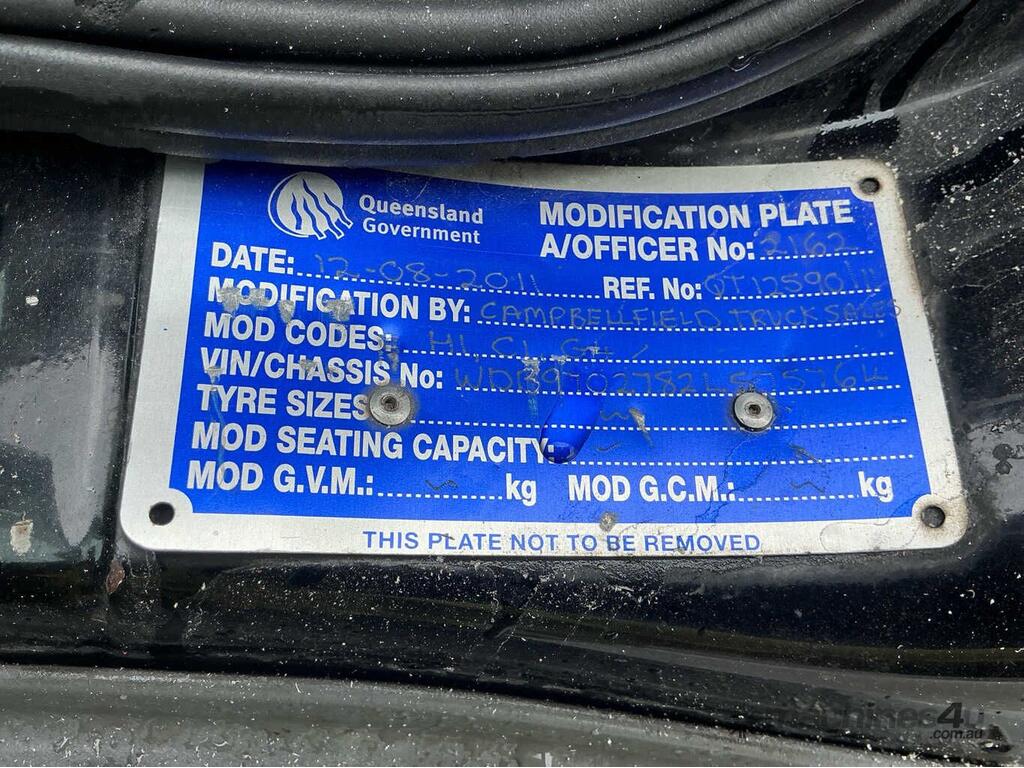 Queensland
Government
MODIFICATION PLATE
A/OFFICER No: 2162
DATE: 12-08-2011 REF. No: QT12590/11
MODIFICATION BY: CAMPBELLFIELD TRUCK SALES
MOD CODES: H1, C1, G4
VIN/CHASSIS No:
TYRE SIZES
MOD SEATING CAPACITY:
MOD G.V.M.: kg MOD G.C.M.: kg
THIS PLATE NOT TO BE REMOVED
machines4u
.com.au